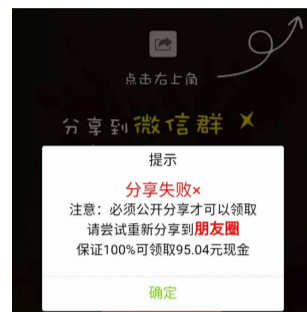 点击右上角
分享到微信群
提示
分享失败×
注意：必须公开分享才可以领取
请尝试重新分享到朋友圈
保证100%可领取95.04元现金
确定